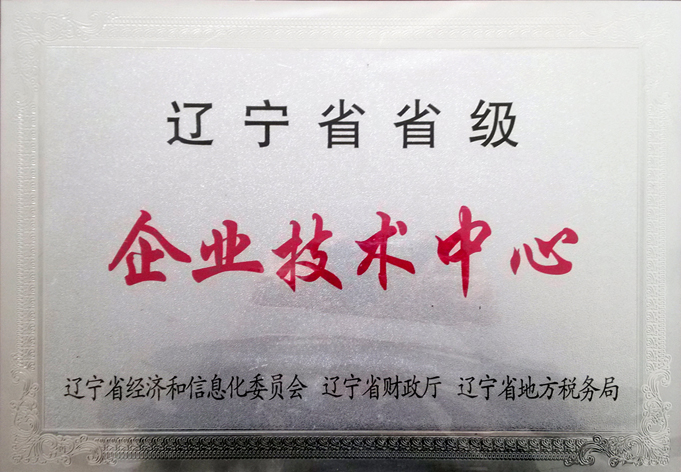 辽宁省省级
企业技术中心
辽宁省经济和信息化委员会 辽宁省财政厅 辽宁省地方税务局